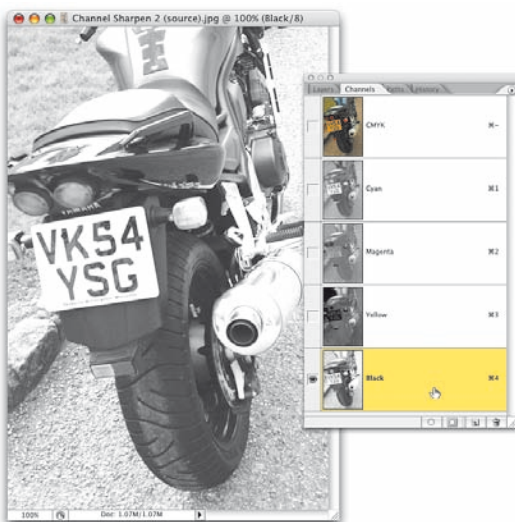 Channel Sharpen 2 (source).jpg @ 100% (Black/8)
YAMAHA
VK54
YSG
100%
Doc: 1.07M/1.07M
Layers
Channels
Paths
History
CMYK
⌘~
Cyan
⌘1
Magenta
⌘2
Yellow
⌘3
Black
⌘4